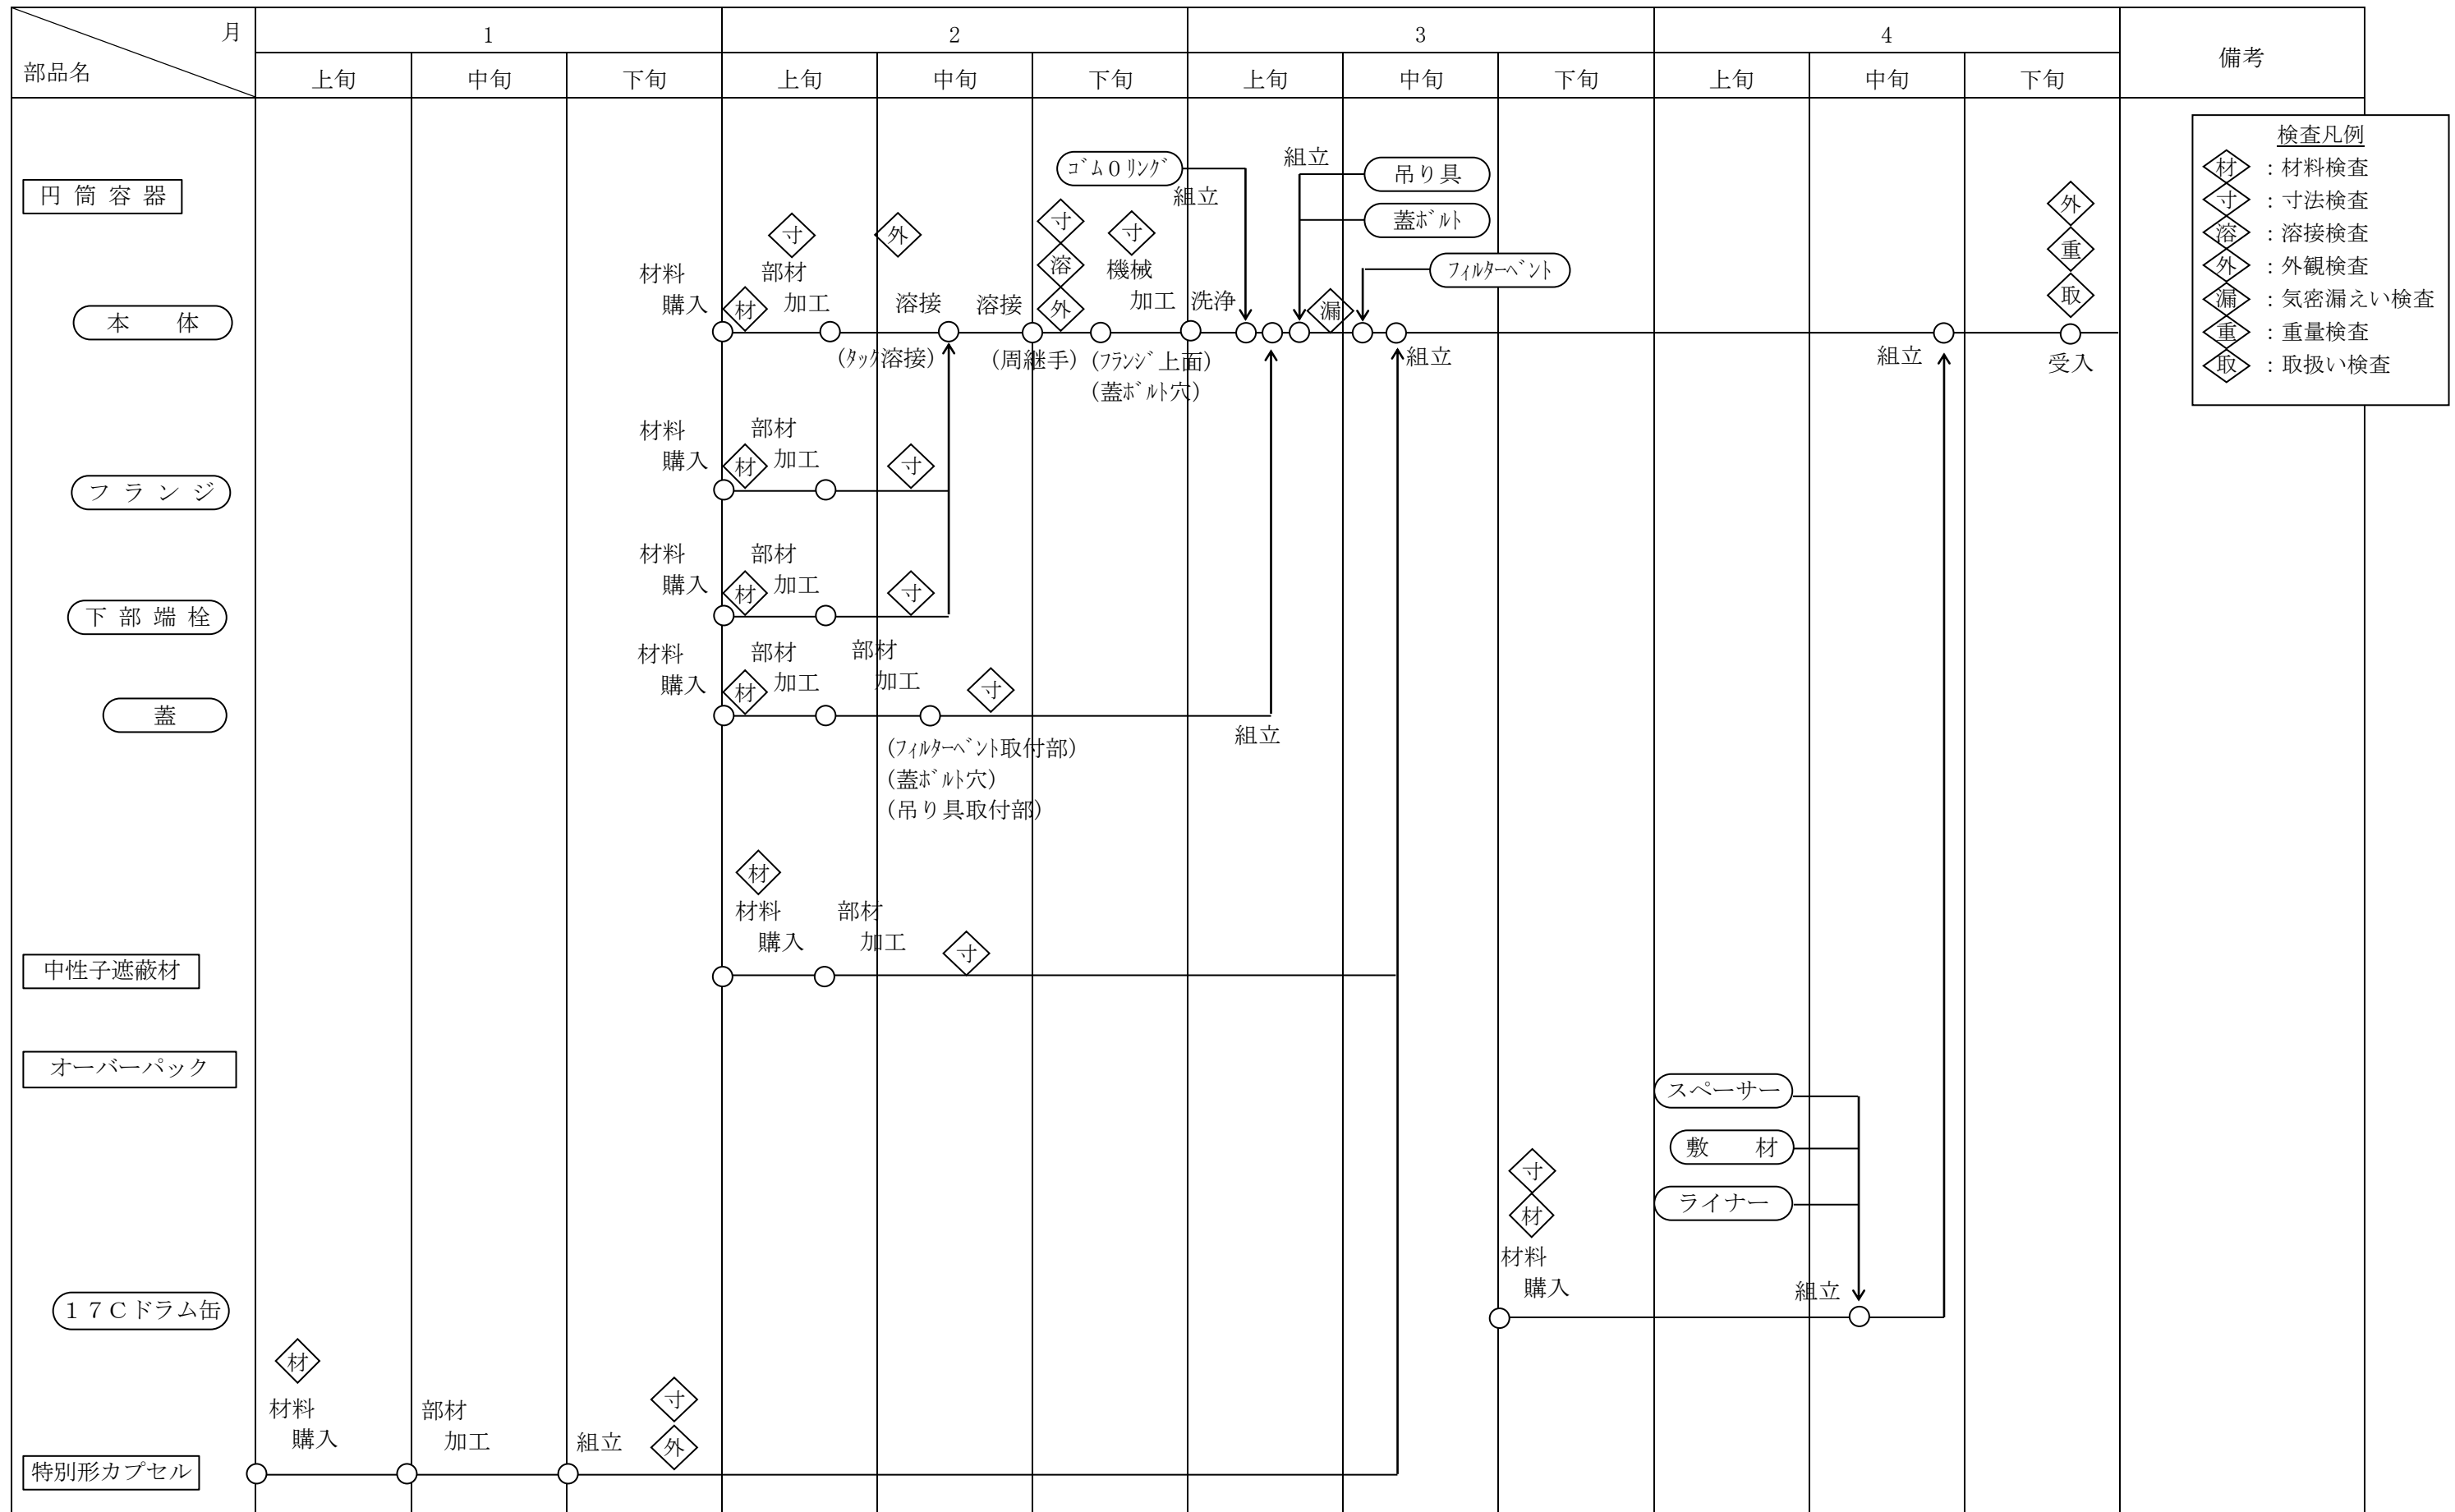 月
1
2
3
4
備考
部品名
上旬
中旬
下旬
上旬
中旬
下旬
上旬
中旬
下旬
上旬
中旬
下旬
検査凡例
材 : 材料検査
寸 : 寸法検査
溶 : 溶接検査
外 : 外観検査
漏 : 気密漏えい検査
重 : 重量検査
取 : 取扱い検査
円筒容器
ｺﾞﾑOﾘﾝｸﾞ
組立
組立
吊り具
蓋ﾎﾞﾙﾄ
ﾌｨﾙﾀｰﾍﾞﾝﾄ
本体
材料
購入
材
寸
部材
加工
外
溶接
(ﾀｯｸ溶接)
溶接
(周継手)
寸
溶
外
寸
機械
加工
(ﾌﾗﾝｼﾞ上面)
(蓋ﾎﾞﾙﾄ穴)
洗浄
漏
組立
組立
外
重
取
受入
フランジ
材料
購入
材
部材
加工
寸
下部端栓
材料
購入
材
部材
加工
寸
蓋
材料
購入
材
部材
加工
部材
加工
寸
(ﾌｨﾙﾀｰﾍﾞﾝﾄ取付部)
(蓋ﾎﾞﾙﾄ穴)
(吊り具取付部)
組立
中性子遮蔽材
材
材料
購入
部材
加工
寸
オーバーパック
スペーサー
敷材
ライナー
１７Ｃドラム缶
寸
材
材料
購入
組立
特別形カプセル
材
材料
購入
部材
加工
組立
寸
外